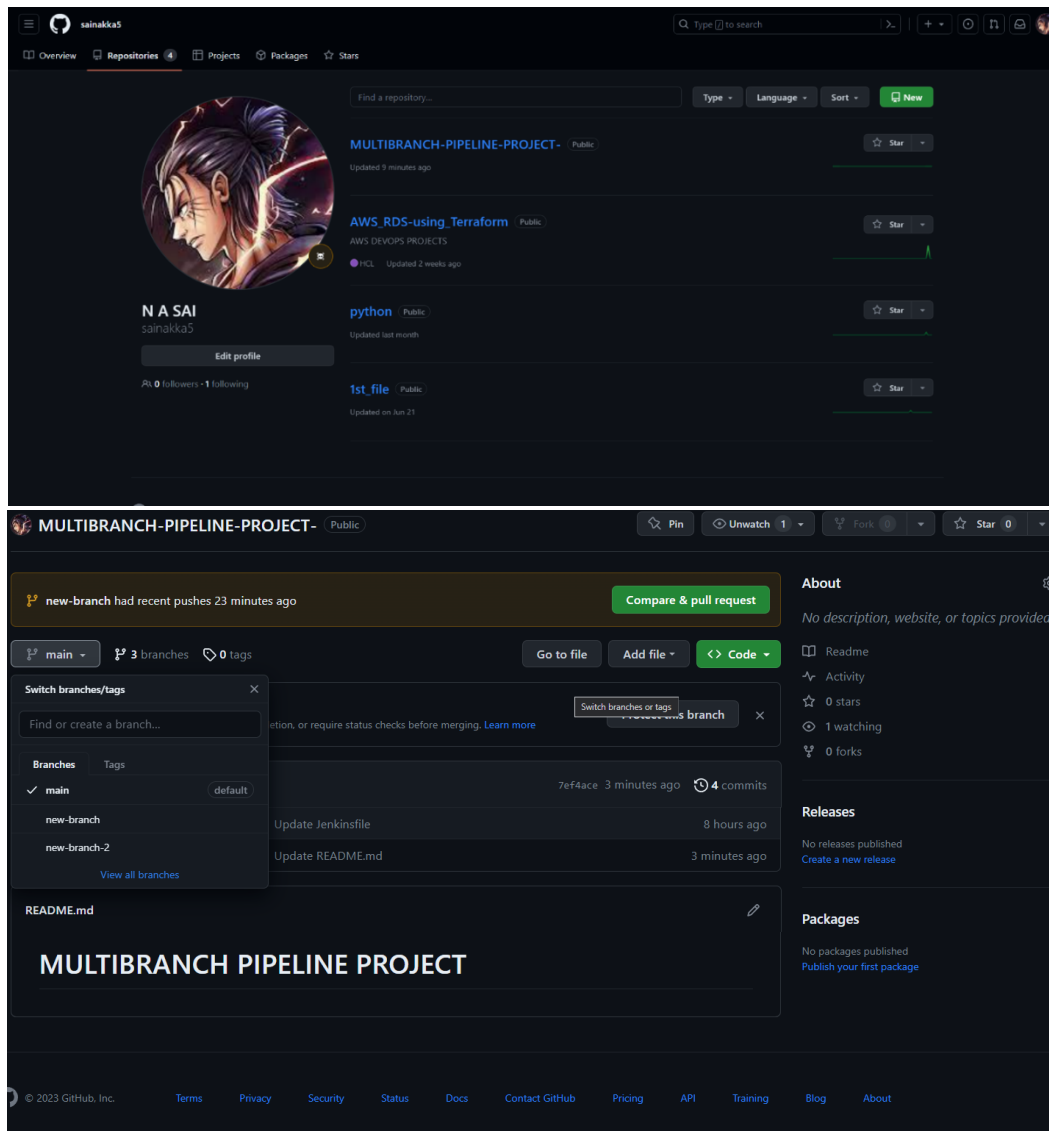 sainakka5
Type / to search
Overview Repositories 4 Projects Packages Stars
Find a repository... Type Language Sort New
MULTIBRANCH-PIPELINE-PROJECT- Public Star
Updated 9 minutes ago
AWS_RDS-using_Terraform Public Star
AWS DEVOPS PROJECTS
HCL Updated 2 weeks ago
N A SAI
sainakka5
Edit profile
0 followers · 1 following
python Public Star
Updated last month
1st_file Public Star
Updated on Jun 21
MULTIBRANCH-PIPELINE-PROJECT- Public Pin Unwatch 1 Fork 0 Star 0
new-branch had recent pushes 23 minutes ago Compare & pull request
main 3 branches 0 tags Go to file Add file Code
Switch branches/tags
Find or create a branch...
Branches Tags
main default
new-branch
new-branch-2
View all branches
etion, or require status checks before merging. Learn more
Switch branches or tags
branch
7ef4ace 3 minutes ago 4 commits
Update Jenkinsfile 8 hours ago
Update README.md 3 minutes ago
README.md
MULTIBRANCH PIPELINE PROJECT
About
No description, website, or topics provided
Readme
Activity
0 stars
1 watching
0 forks
Releases
No releases published
Create a new release
Packages
No packages published
Publish your first package
© 2023 GitHub, Inc. Terms Privacy Security Status Docs Contact GitHub Pricing API Training Blog About